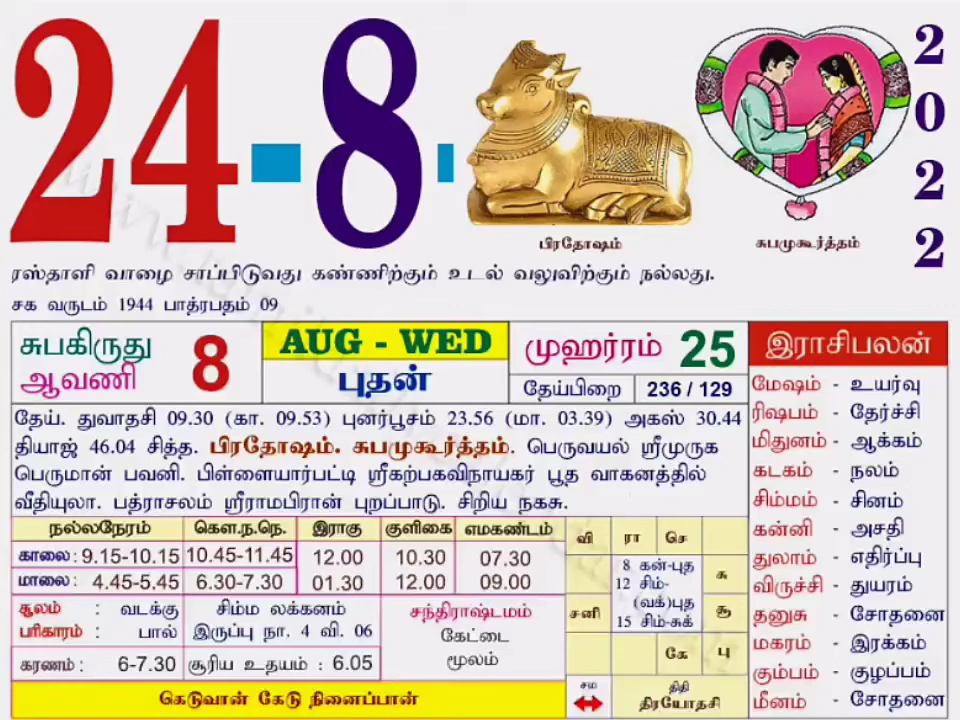 24-8-
2022
பிரதோஷம்
சுபமுகூர்த்தம்
ரஸ்தாளி வாழை சாப்பிடுவது கண்ணிற்கும் உடல் வலுவிற்கும் நல்லது.
சக வருடம் 1944 பாத்ரபதம் 09
சுபகிருது
ஆவணி 8
AUG - WED
புதன்
முஹர்ரம் 25
தேய்பிறை 236 / 129
தேய். துவாதசி 09.30 (கா. 09.53) புனர்பூசம் 23.56 (மா. 03.39) அகஸ் 30.44
தியாஜ் 46.04 சித்த. பிரதோஷம். சுபமுகூர்த்தம். பெருவயல் ஸ்ரீமுருக
பெருமான் பவனி. பிள்ளையார்பட்டி ஸ்ரீகற்பகவிநாயகர் பூத வாகனத்தில்
வீதியுலா. பத்ராசலம் ஸ்ரீராமபிரான் புறப்பாடு. சிறிய நகசு.
நல்லநேரம் கௌ.ந.நெ. இராகு குளிகை எமகண்டம்
காலை : 9.15-10.15 10.45-11.45 12.00 10.30 07.30
மாலை : 4.45-5.45 6.30-7.30 01.30 12.00 09.00
சூலம் : வடக்கு
பரிகாரம் : பால்
சிம்ம லக்கனம்
இருப்பு நா. 4 வி. 06
கரணம் : 6-7.30 சூரிய உதயம் : 6.05
சந்திராஷ்டமம்
கேட்டை
மூலம்
கெடுவான் கேடு நினைப்பான்
வி ரா செ
8 கன்-புத
12 சிம்-
(வக்)புத
15 சிம்-சுக்
சு
சனி சூ
கே பு
சம
திதி
திரயோதசி
இராசிபலன்
மேஷம் - உயர்வு
ரிஷபம் - தேர்ச்சி
மிதுனம் - ஆக்கம்
கடகம் - நலம்
சிம்மம் - சினம்
கன்னி - அசதி
துலாம் - எதிர்ப்பு
விருச்சி - துயரம்
தனுசு - சோதனை
மகரம் - இரக்கம்
கும்பம் - குழப்பம்
மீனம் - சோதனை